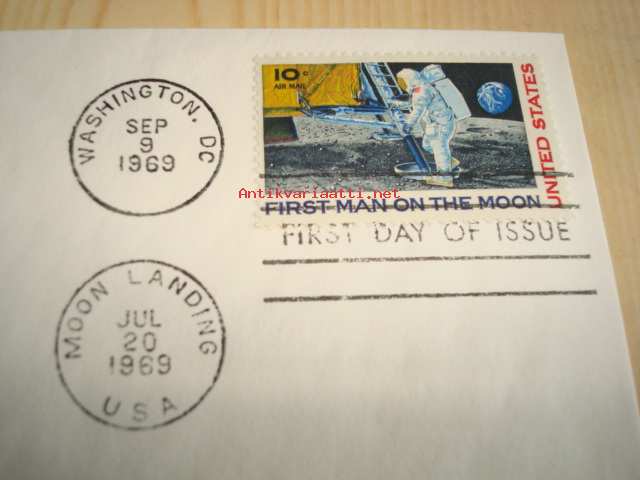 WASHINGTON, DC
SEP
9
1969
10c
AIR MAIL
UNITED STATES
FIRST MAN ON THE MOON
FIRST DAY OF ISSUE
MOON LANDING
JUL
20
1969
USA
Antikvariaatti.net